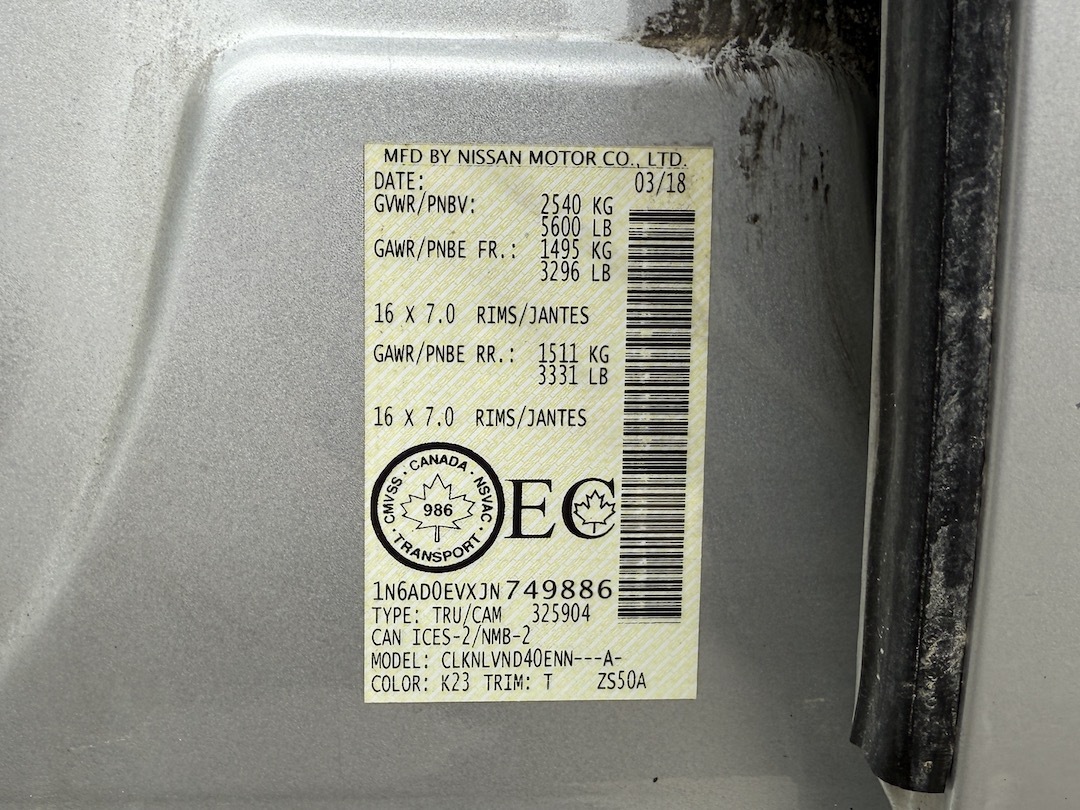 MFD BY NISSAN MOTOR CO., LTD.
DATE: 03/18
GVWR/PNBV: 2540 KG
5600 LB
GAWR/PNBE FR.: 1495 KG
3296 LB
16 X 7.0 RIMS/JANTES
GAWR/PNBE RR.: 1511 KG
3331 LB
16 X 7.0 RIMS/JANTES
CMVSS · CANADA · NSVAC
986
· TRANSPORT ·
EC
1N6AD0EVXJN749886
TYPE: TRU/CAM 325904
CAN ICES-2/NMB-2
MODEL: CLKNLVND40ENN---A-
COLOR: K23 TRIM: T ZS50A